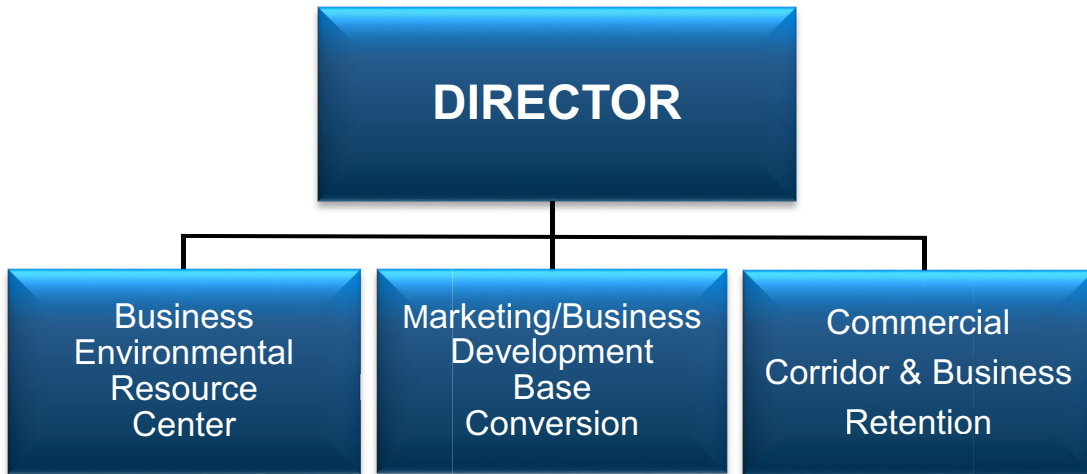 DIRECTOR
Business
Environmental
Resource
Center
Marketing/Business
Development
Base
Conversion
Commercial
Corridor & Business
Retention